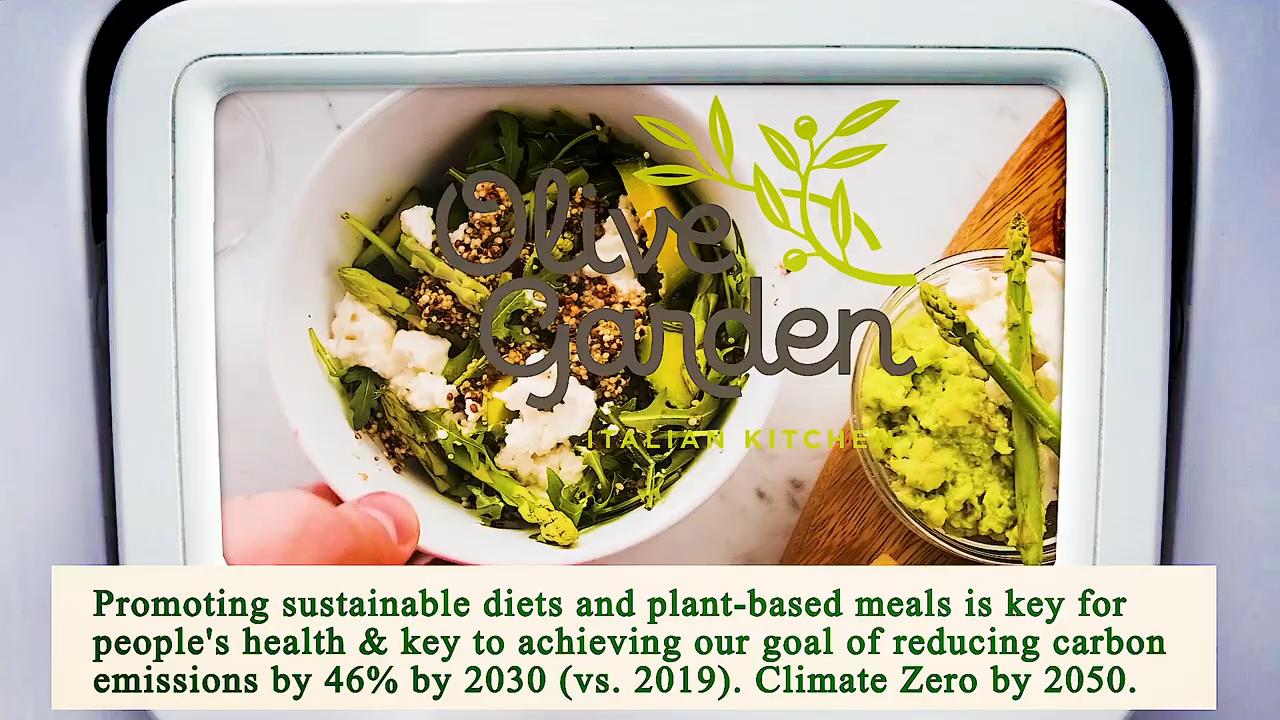 Olive
Garden
ITALIAN KITCHEN
Promoting sustainable diets and plant-based meals is key for
people's health & key to achieving our goal of reducing carbon
emissions by 46% by 2030 (vs. 2019). Climate Zero by 2050.